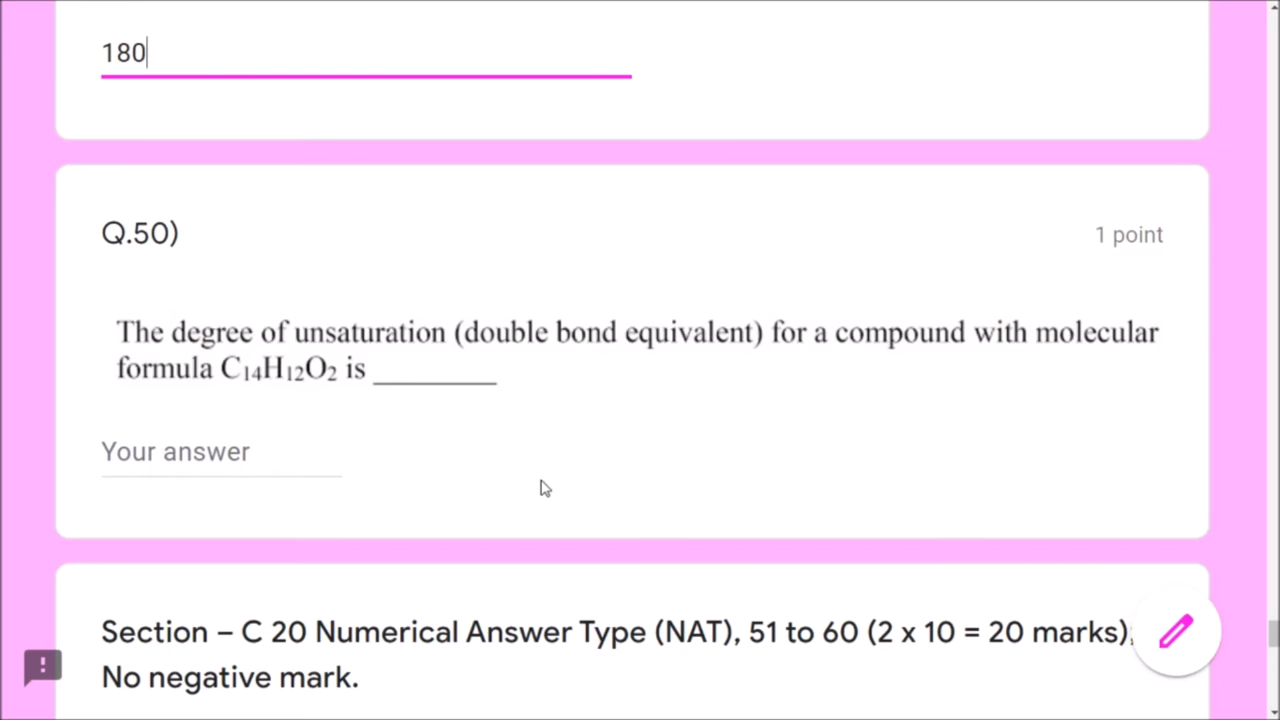 180
Q.50)
1 point
The degree of unsaturation (double bond equivalent) for a compound with molecular
formula C₁₄H₁₂O₂ is ________
Your answer
Section – C 20 Numerical Answer Type (NAT), 51 to 60 (2 x 10 = 20 marks),
No negative mark.